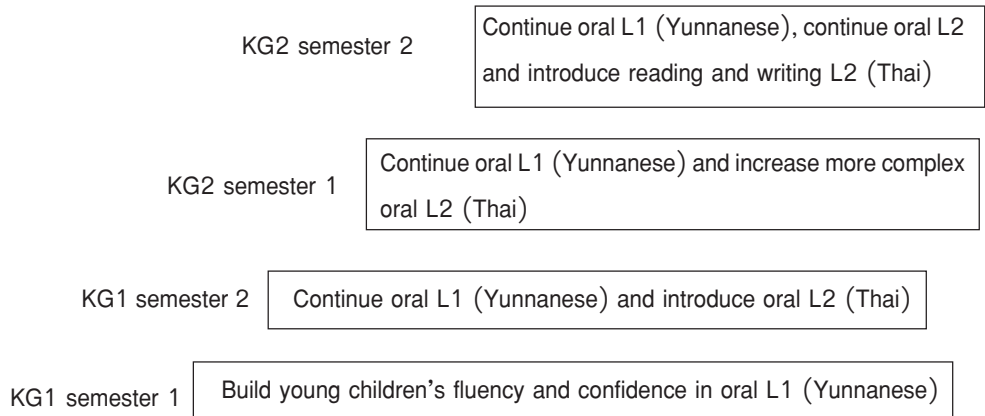 KG2 semester 2
Continue oral L1 (Yunnanese), continue oral L2
and introduce reading and writing L2 (Thai)
KG2 semester 1
Continue oral L1 (Yunnanese) and increase more complex
oral L2 (Thai)
KG1 semester 2
Continue oral L1 (Yunnanese) and introduce oral L2 (Thai)
KG1 semester 1
Build young children's fluency and confidence in oral L1 (Yunnanese)